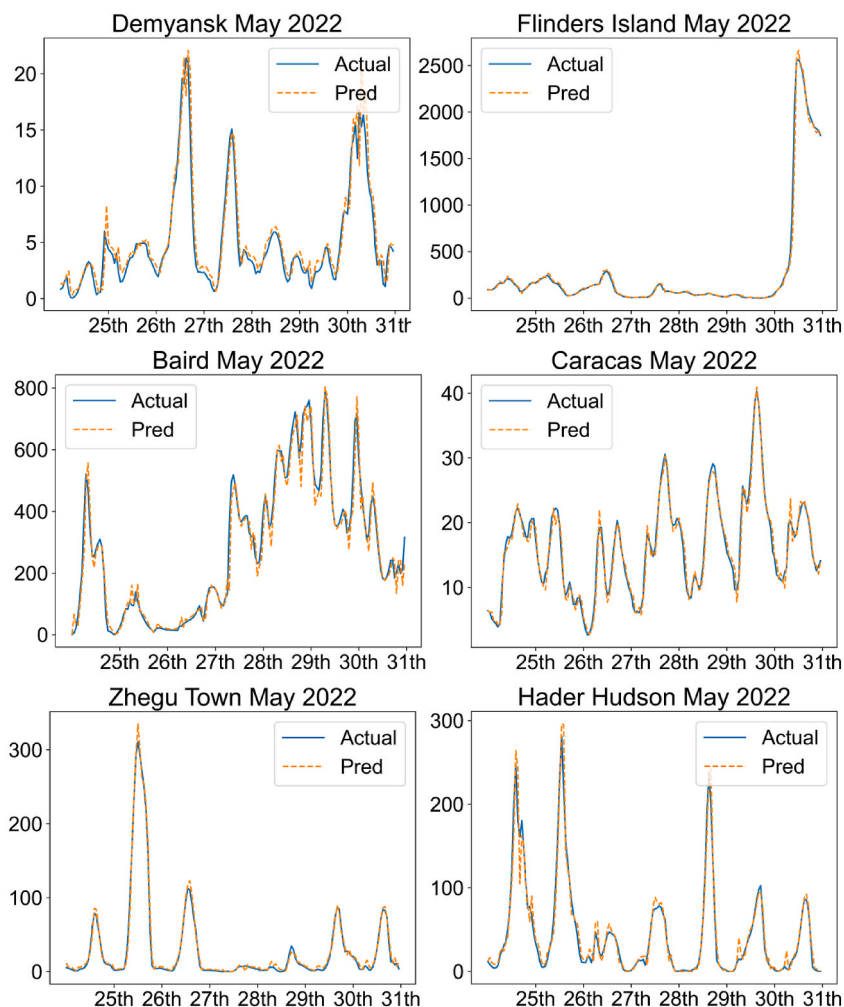 Demyansk May 2022
20
15
10
5
0
Actual
Pred
25th 26th 27th 28th 29th 30th 31th
Flinders Island May 2022
2500
2000
1500
1000
500
0
Actual
Pred
25th 26th 27th 28th 29th 30th 31th
Baird May 2022
800
600
400
200
0
Actual
Pred
25th 26th 27th 28th 29th 30th 31th
Caracas May 2022
40
30
20
10
Actual
Pred
25th 26th 27th 28th 29th 30th 31th
Zhegu Town May 2022
300
200
100
0
Actual
Pred
25th 26th 27th 28th 29th 30th 31th
Hader Hudson May 2022
300
200
100
0
Actual
Pred
25th 26th 27th 28th 29th 30th 31th